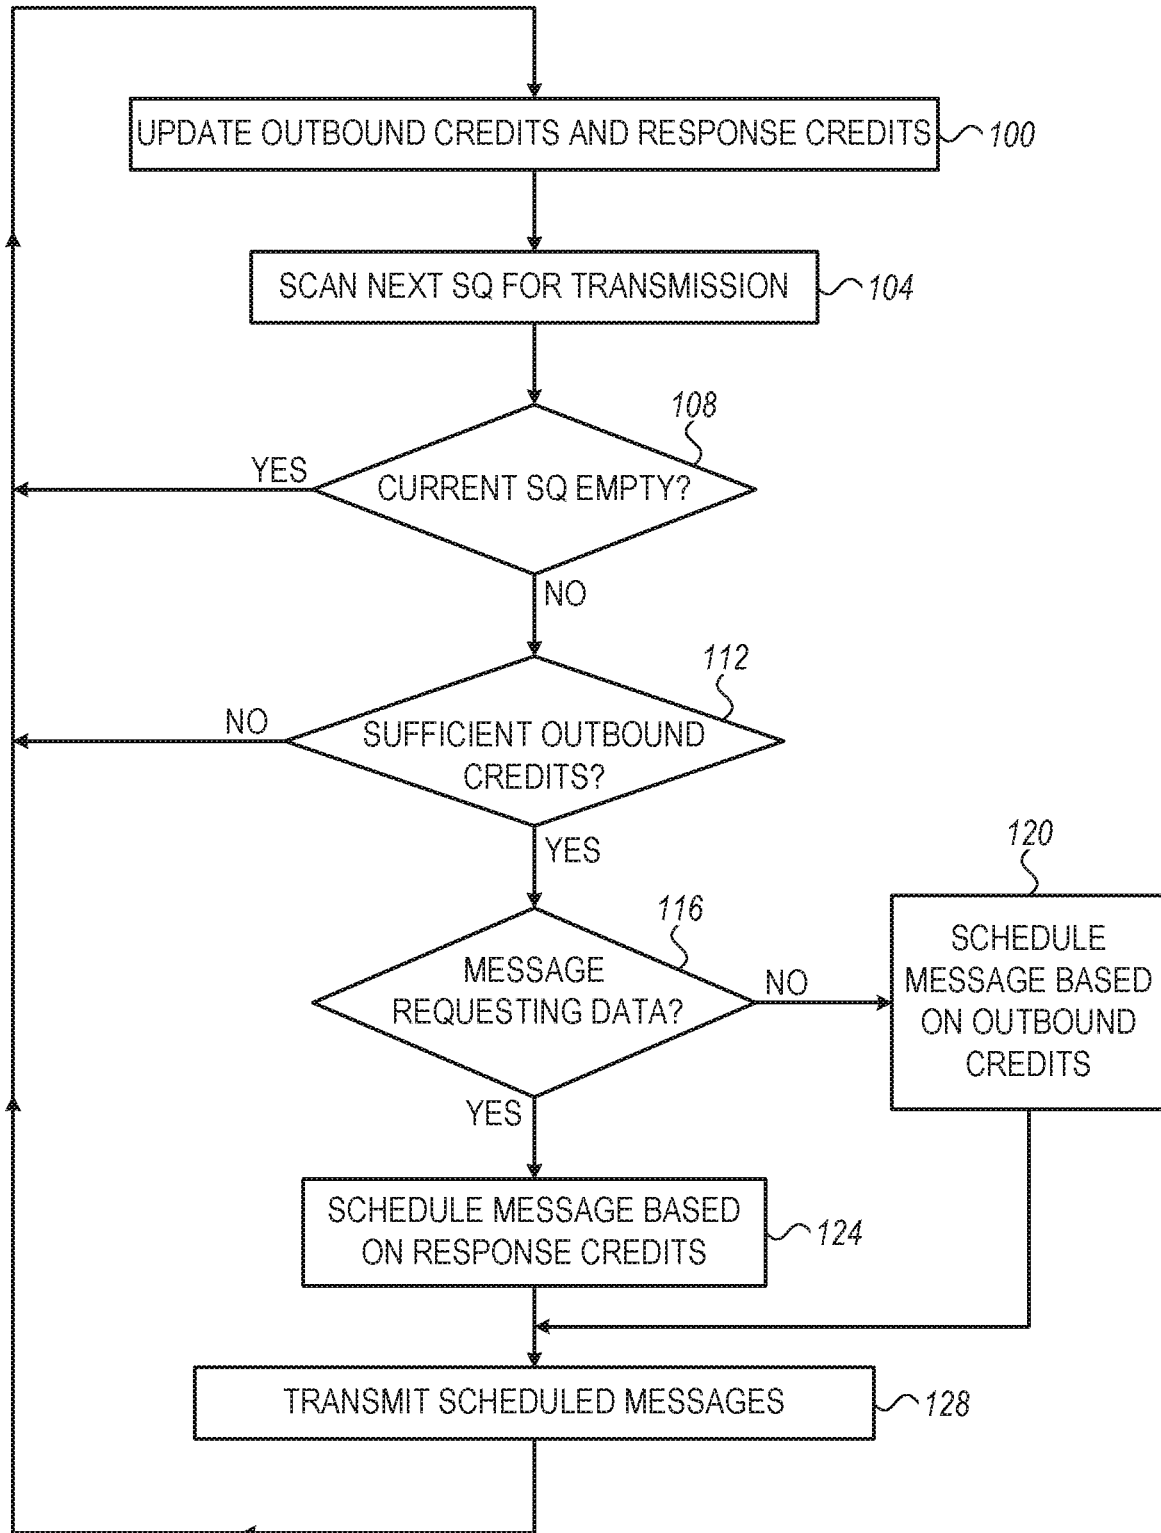 UPDATE OUTBOUND CREDITS AND RESPONSE CREDITS
100
SCAN NEXT SQ FOR TRANSMISSION
104
108
YES
CURRENT SQ EMPTY?
NO
112
NO
SUFFICIENT OUTBOUND
CREDITS?
YES
116
MESSAGE
REQUESTING DATA?
NO
120
SCHEDULE
MESSAGE BASED
ON OUTBOUND
CREDITS
YES
SCHEDULE MESSAGE BASED
ON RESPONSE CREDITS
124
TRANSMIT SCHEDULED MESSAGES
128